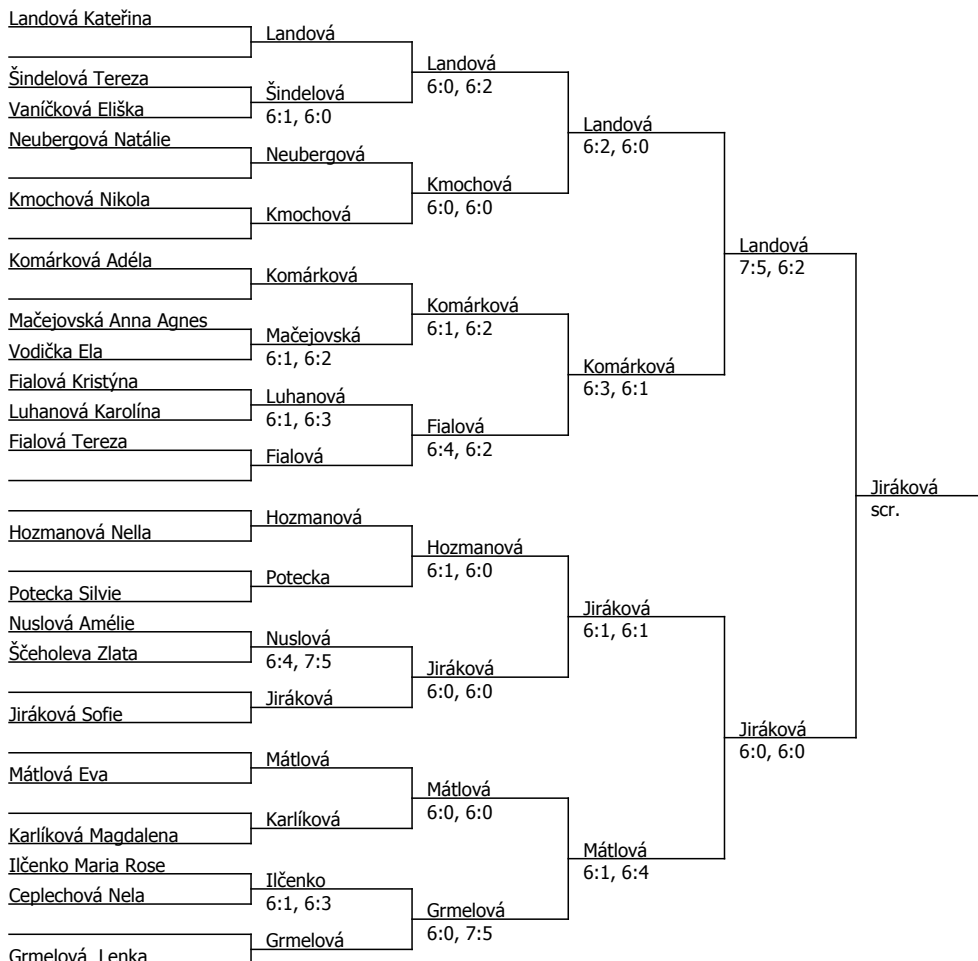 Landová Kateřina
Šindelová Tereza
Vaníčková Eliška
Neubergová Natálie
Kmochová Nikola
Komárková Adéla
Mačejovská Anna Agnes
Vodička Ela
Fialová Kristýna
Luhanová Karolína
Fialová Tereza
Hozmanová Nella
Potecka Silvie
Nuslová Amélie
Ščeholeva Zlata
Jiráková Sofie
Mátlová Eva
Karlíková Magdalena
Ilčenko Maria Rose
Ceplechová Nela
Grmelová Lenka
Landová
Šindelová
6:1, 6:0
Neubergová
Kmochová
Komárková
Mačejovská
6:1, 6:2
Luhanová
6:1, 6:3
Fialová
Hozmanová
Potecka
Nuslová
6:4, 7:5
Jiráková
Mátlová
Karlíková
Ilčenko
6:1, 6:3
Grmelová
Landová
6:0, 6:2
Kmochová
6:0, 6:0
Komárková
6:1, 6:2
Fialová
6:4, 6:2
Hozmanová
6:1, 6:0
Jiráková
6:0, 6:0
Mátlová
6:0, 6:0
Grmelová
6:0, 7:5
Landová
6:2, 6:0
Komárková
6:3, 6:1
Jiráková
6:1, 6:1
Mátlová
6:1, 6:4
Landová
7:5, 6:2
Jiráková
6:0, 6:0
Jiráková
scr.